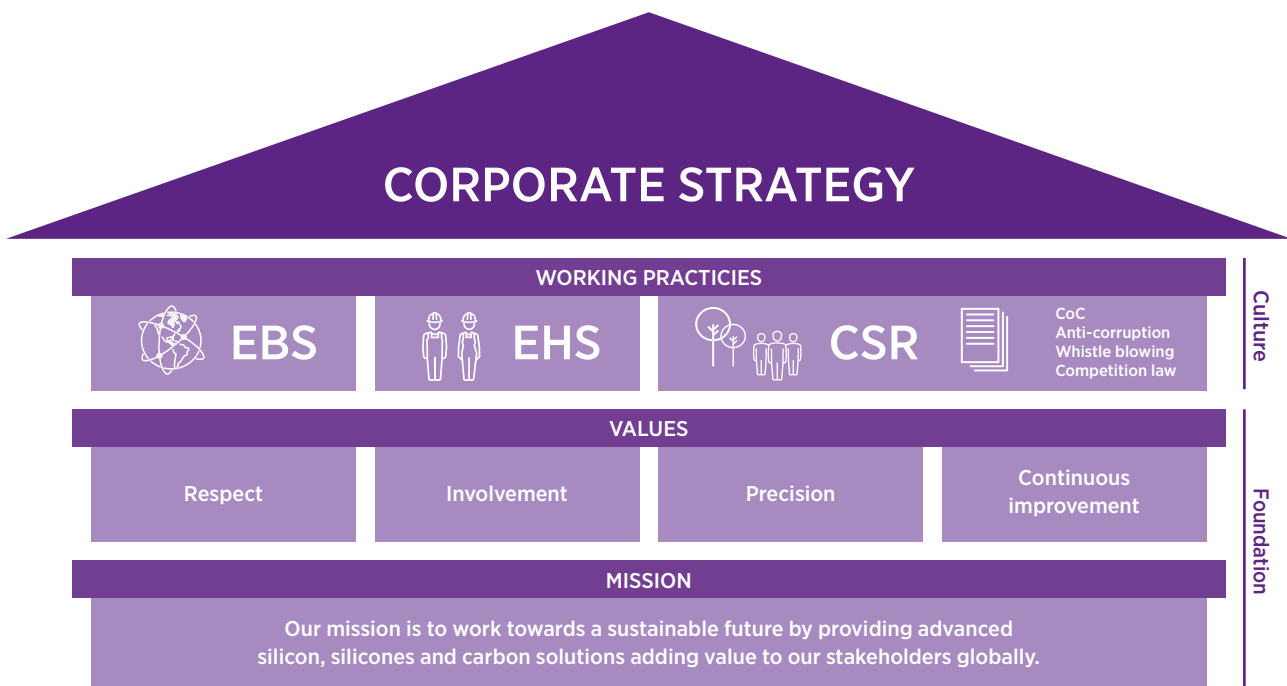 CORPORATE STRATEGY
WORKING PRACTICIES
EBS
EHS
CSR
CoC
Anti-corruption
Whistle blowing
Competition law
Culture
VALUES
Respect
Involvement
Precision
Continuous
improvement
Foundation
MISSION
Our mission is to work towards a sustainable future by providing advanced
silicon, silicones and carbon solutions adding value to our stakeholders globally.